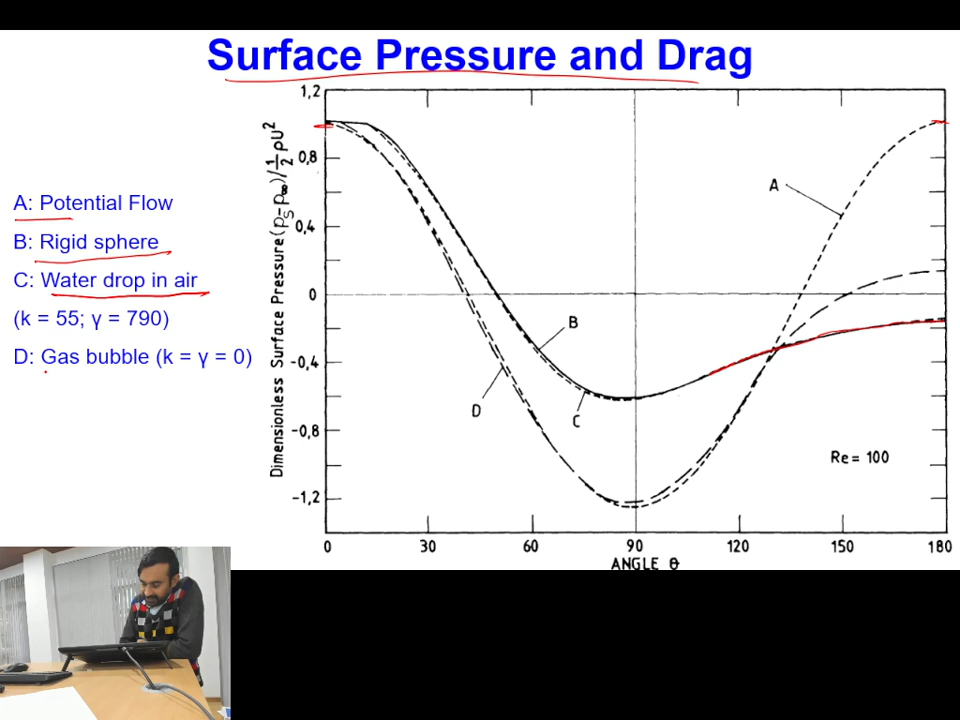 Surface Pressure and Drag
A: Potential Flow
B: Rigid sphere
C: Water drop in air
(k = 55; γ = 790)
D: Gas bubble (k = γ = 0)
Dimensionless Surface Pressure (p_s - p_∞)/½ρU²
1,2
0,8
0,4
0
-0,4
-0,8
-1,2
A
B
D
C
Re = 100
0 30 60 90 120 150 180
ANGLE θ